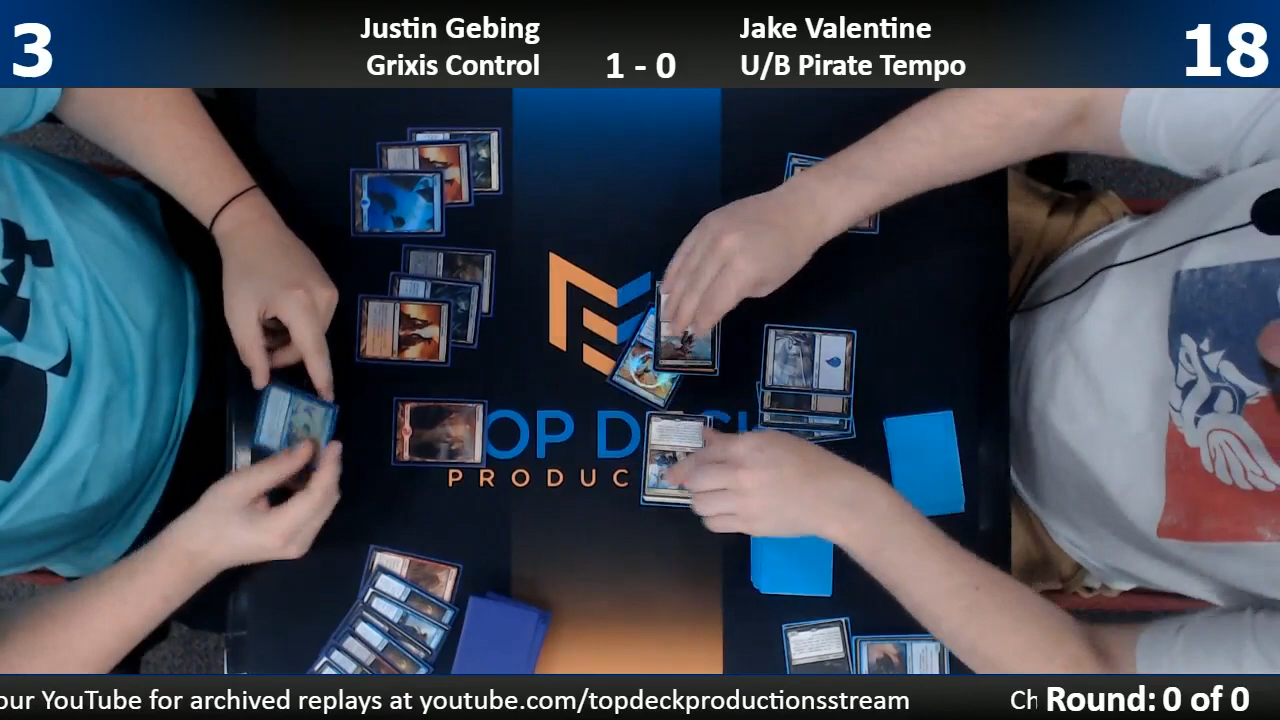 3
Justin Gebing
Grixis Control
1 - 0
Jake Valentine
U/B Pirate Tempo
18
OP D
PRODUC
our YouTube for archived replays at youtube.com/topdeckproductionsstream
Ch
Round: 0 of 0